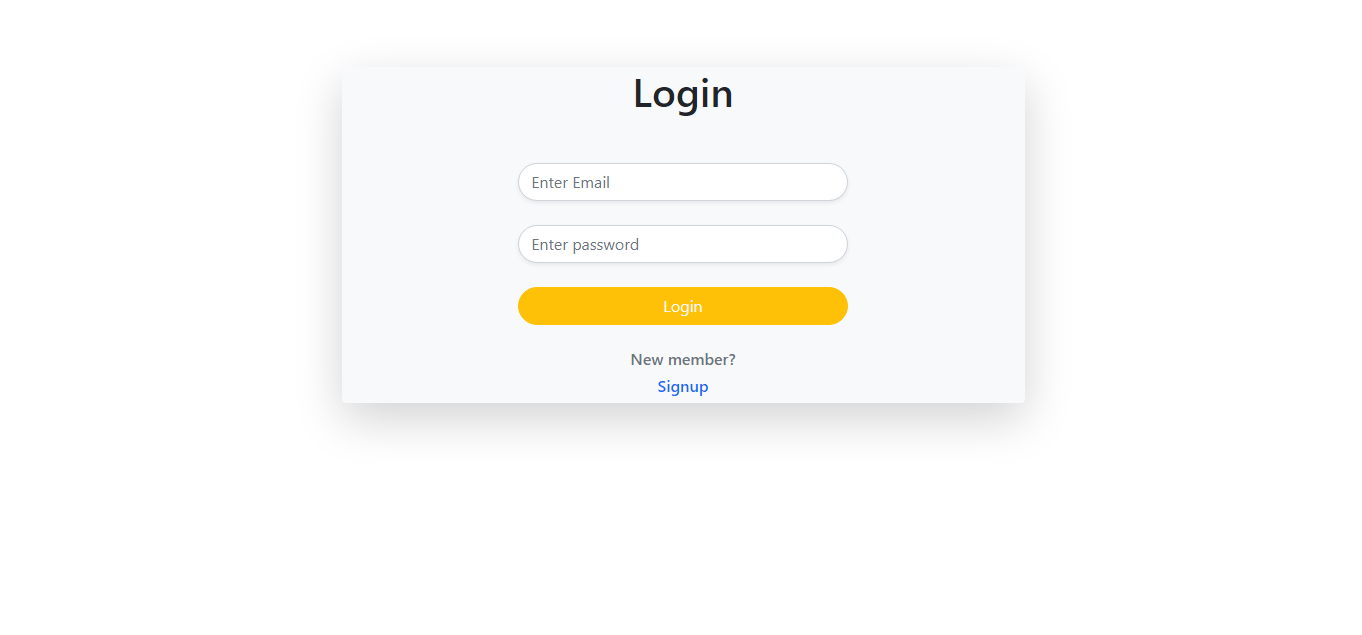 Login
Enter Email
Enter password
Login
New member?
Signup